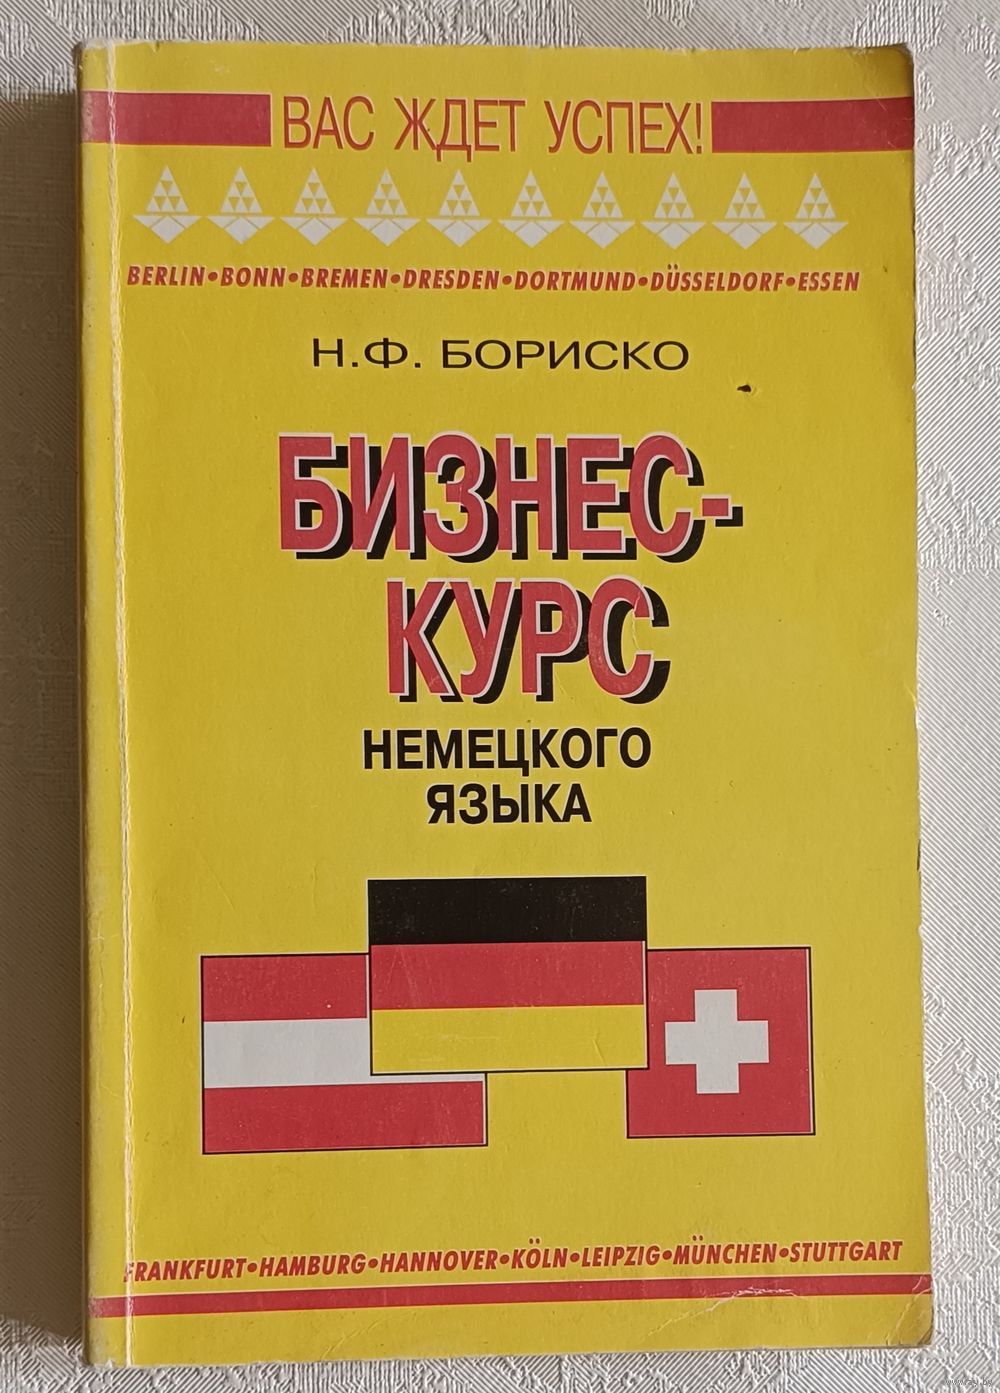 ВАС ЖДЕТ УСПЕХ!
BERLIN•BONN•BREMEN•DRESDEN•DORTMUND•DÜSSELDORF•ESSEN
Н.Ф. БОРИСКО
БИЗНЕС-
КУРС
НЕМЕЦКОГО
ЯЗЫКА
FRANKFURT•HAMBURG•HANNOVER•KÖLN•LEIPZIG•MÜNCHEN•STUTTGART